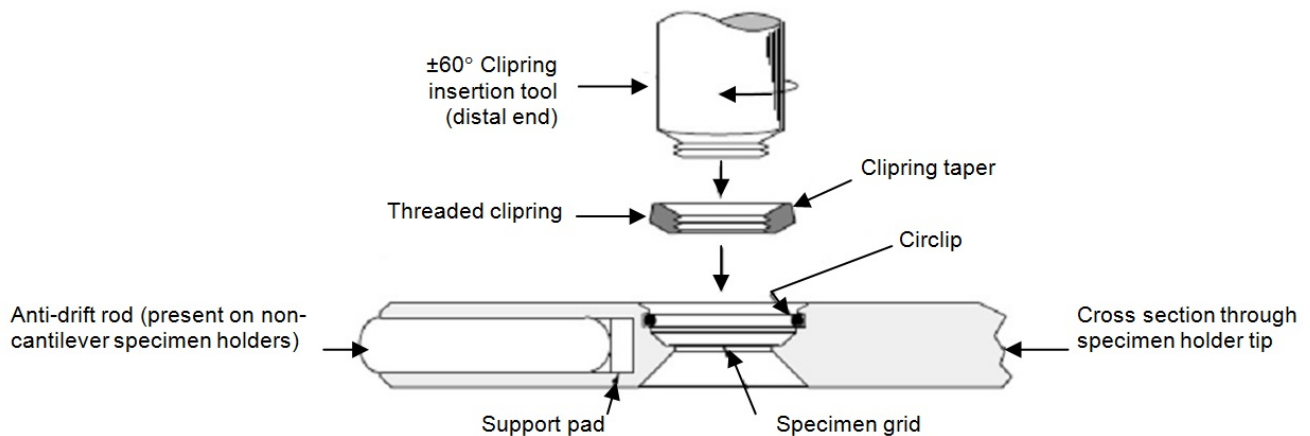 ±60° Clipring
insertion tool
(distal end)
Clipring taper
Threaded clipring
Circlip
Anti-drift rod (present on non-
cantilever specimen holders)
Cross section through
specimen holder tip
Support pad
Specimen grid